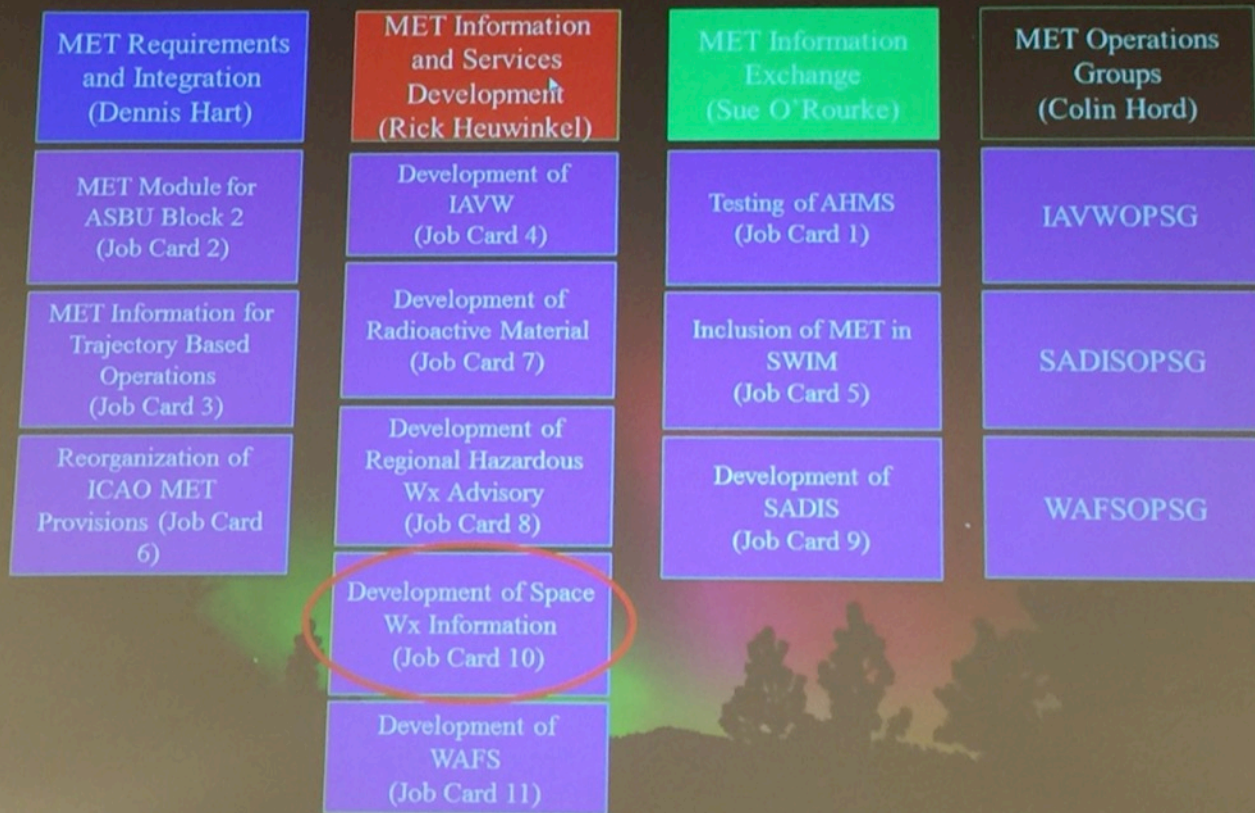 MET Requirements
and Integration
(Dennis Hart)
MET Module for
ASBU Block 2
(Job Card 2)
MET Information for
Trajectory Based
Operations
(Job Card 3)
Reorganization of
ICAO MET
Provisions (Job Card
6)
MET Information
and Services
Development
(Rick Heuwinkel)
Development of
IAVW
(Job Card 4)
Development of
Radioactive Material
(Job Card 7)
Development of
Regional Hazardous
Wx Advisory
(Job Card 8)
Development of Space
Wx Information
(Job Card 10)
Development of
WAFS
(Job Card 11)
MET Information
Exchange
(Sue O'Rourke)
Testing of AHMS
(Job Card 1)
Inclusion of MET in
SWIM
(Job Card 5)
Development of
SADIS
(Job Card 9)
MET Operations
Groups
(Colin Hord)
IAVWOPSG
SADISOPSG
WAFSOPSG